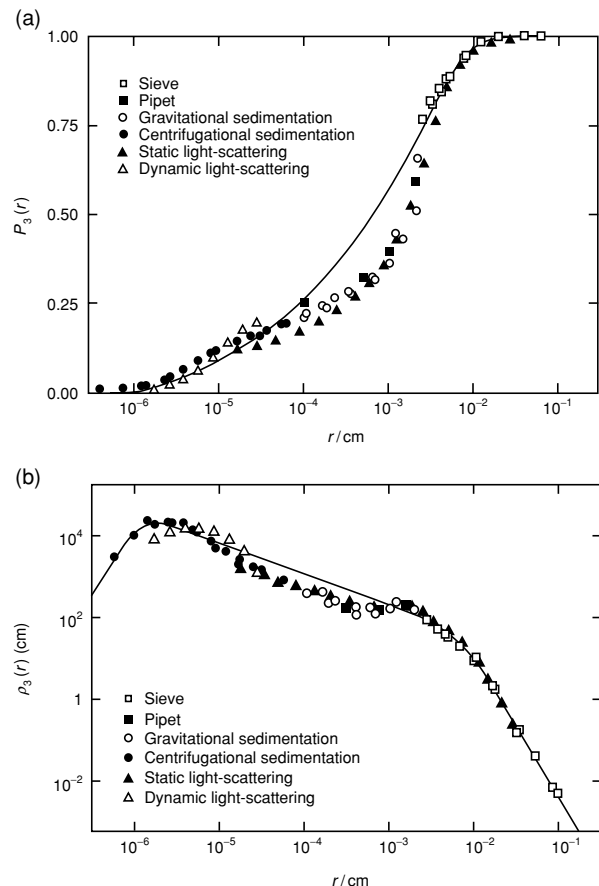 (a)
1.00
0.75
0.50
0.25
0.00
P₃(r)
Sieve
Pipet
Gravitational sedimentation
Centrifugational sedimentation
Static light-scattering
Dynamic light-scattering
10⁻⁶ 10⁻⁵ 10⁻⁴ 10⁻³ 10⁻² 10⁻¹
r/cm
(b)
10⁴
10²
1
10⁻²
ρ₃(r) (cm)
Sieve
Pipet
Gravitational sedimentation
Centrifugational sedimentation
Static light-scattering
Dynamic light-scattering
10⁻⁶ 10⁻⁵ 10⁻⁴ 10⁻³ 10⁻² 10⁻¹
r/cm